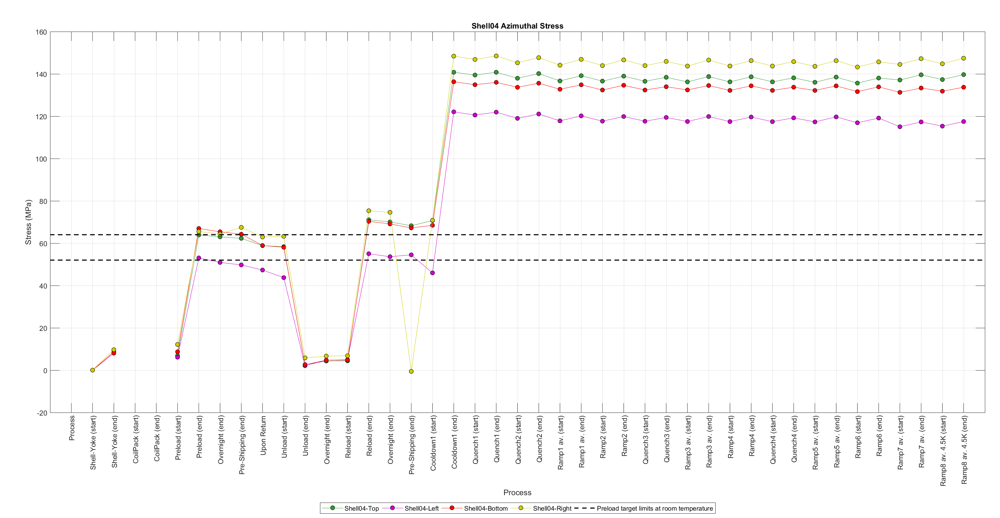 Shell04 Azimuthal Stress
160
140
120
100
80
60
40
20
0
-20
Stress (MPa)
Process
Shell-Yoke (start)
Shell-Yoke (end)
CoilPack (start)
CoilPack (end)
Preload (start)
Preload (end)
Overnight (end)
Pre-Shipping (end)
Upon Return
Unload (start)
Unload (end)
Overnight (end)
Reload (start)
Reload (end)
Overnight (end)
Pre-Shipping (end)
Cooldown1 (start)
Cooldown1 (end)
Quench1 (start)
Quench1 (end)
Quench2 (start)
Quench2 (end)
Ramp1 av. (start)
Ramp1 av. (end)
Ramp2 (start)
Ramp2 (end)
Quench3 (start)
Quench3 (end)
Ramp3 av. (start)
Ramp3 av. (end)
Ramp4 (start)
Ramp4 (end)
Quench4 (start)
Quench4 (end)
Ramp5 av. (start)
Ramp5 av. (end)
Ramp6 (start)
Ramp6 (end)
Ramp7 av. (start)
Ramp7 av. (end)
Ramp8 av. 4.5K (start)
Ramp8 av. 4.5K (end)
Process
Shell04-Top Shell04-Left Shell04-Bottom Shell04-Right Preload target limits at room temperature